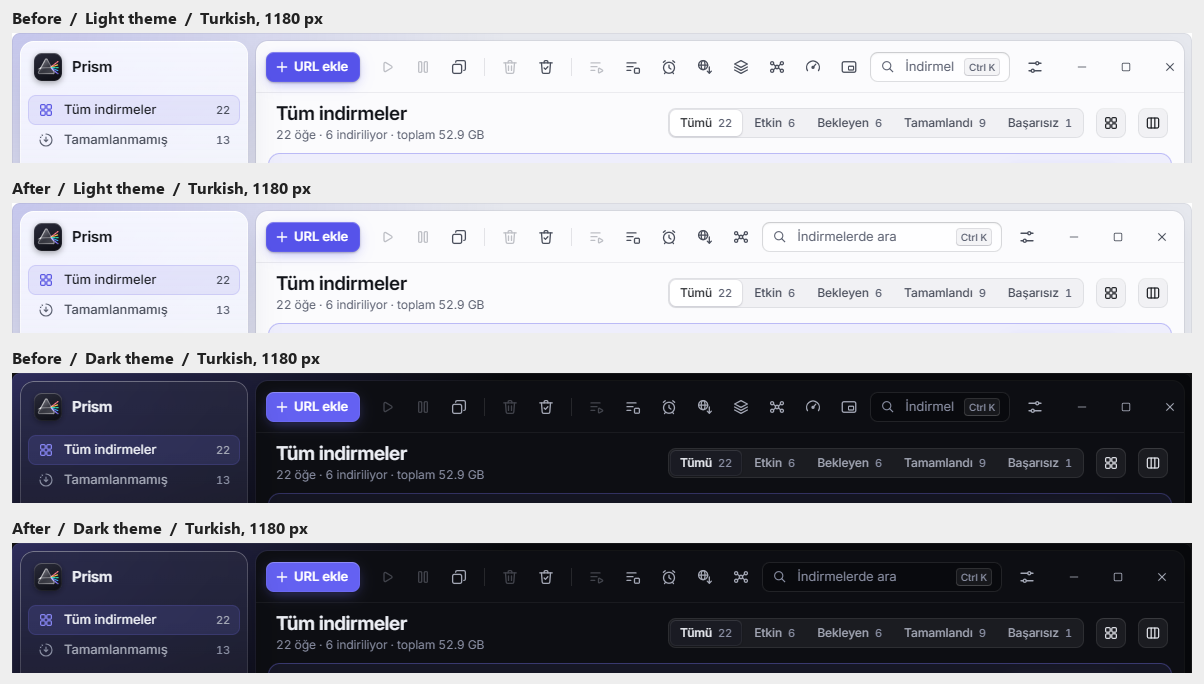 Before / Light theme / Turkish, 1180 px
Prism
URL ekle
İndirmel Ctrl K
Tüm indirmeler 22
Tamamlanmamış 13
Tüm indirmeler
22 öğe · 6 indiriliyor · toplam 52.9 GB
Tümü 22 Etkin 6 Bekleyen 6 Tamamlandı 9 Başarısız 1
After / Light theme / Turkish, 1180 px
Prism
URL ekle
İndirmelerde ara Ctrl K
Tüm indirmeler 22
Tamamlanmamış 13
Tüm indirmeler
22 öğe · 6 indiriliyor · toplam 52.9 GB
Tümü 22 Etkin 6 Bekleyen 6 Tamamlandı 9 Başarısız 1
Before / Dark theme / Turkish, 1180 px
Prism
URL ekle
İndirmel Ctrl K
Tüm indirmeler 22
Tamamlanmamış 13
Tüm indirmeler
22 öğe · 6 indiriliyor · toplam 52.9 GB
Tümü 22 Etkin 6 Bekleyen 6 Tamamlandı 9 Başarısız 1
After / Dark theme / Turkish, 1180 px
Prism
URL ekle
İndirmelerde ara Ctrl K
Tüm indirmeler 22
Tamamlanmamış 13
Tüm indirmeler
22 öğe · 6 indiriliyor · toplam 52.9 GB
Tümü 22 Etkin 6 Bekleyen 6 Tamamlandı 9 Başarısız 1